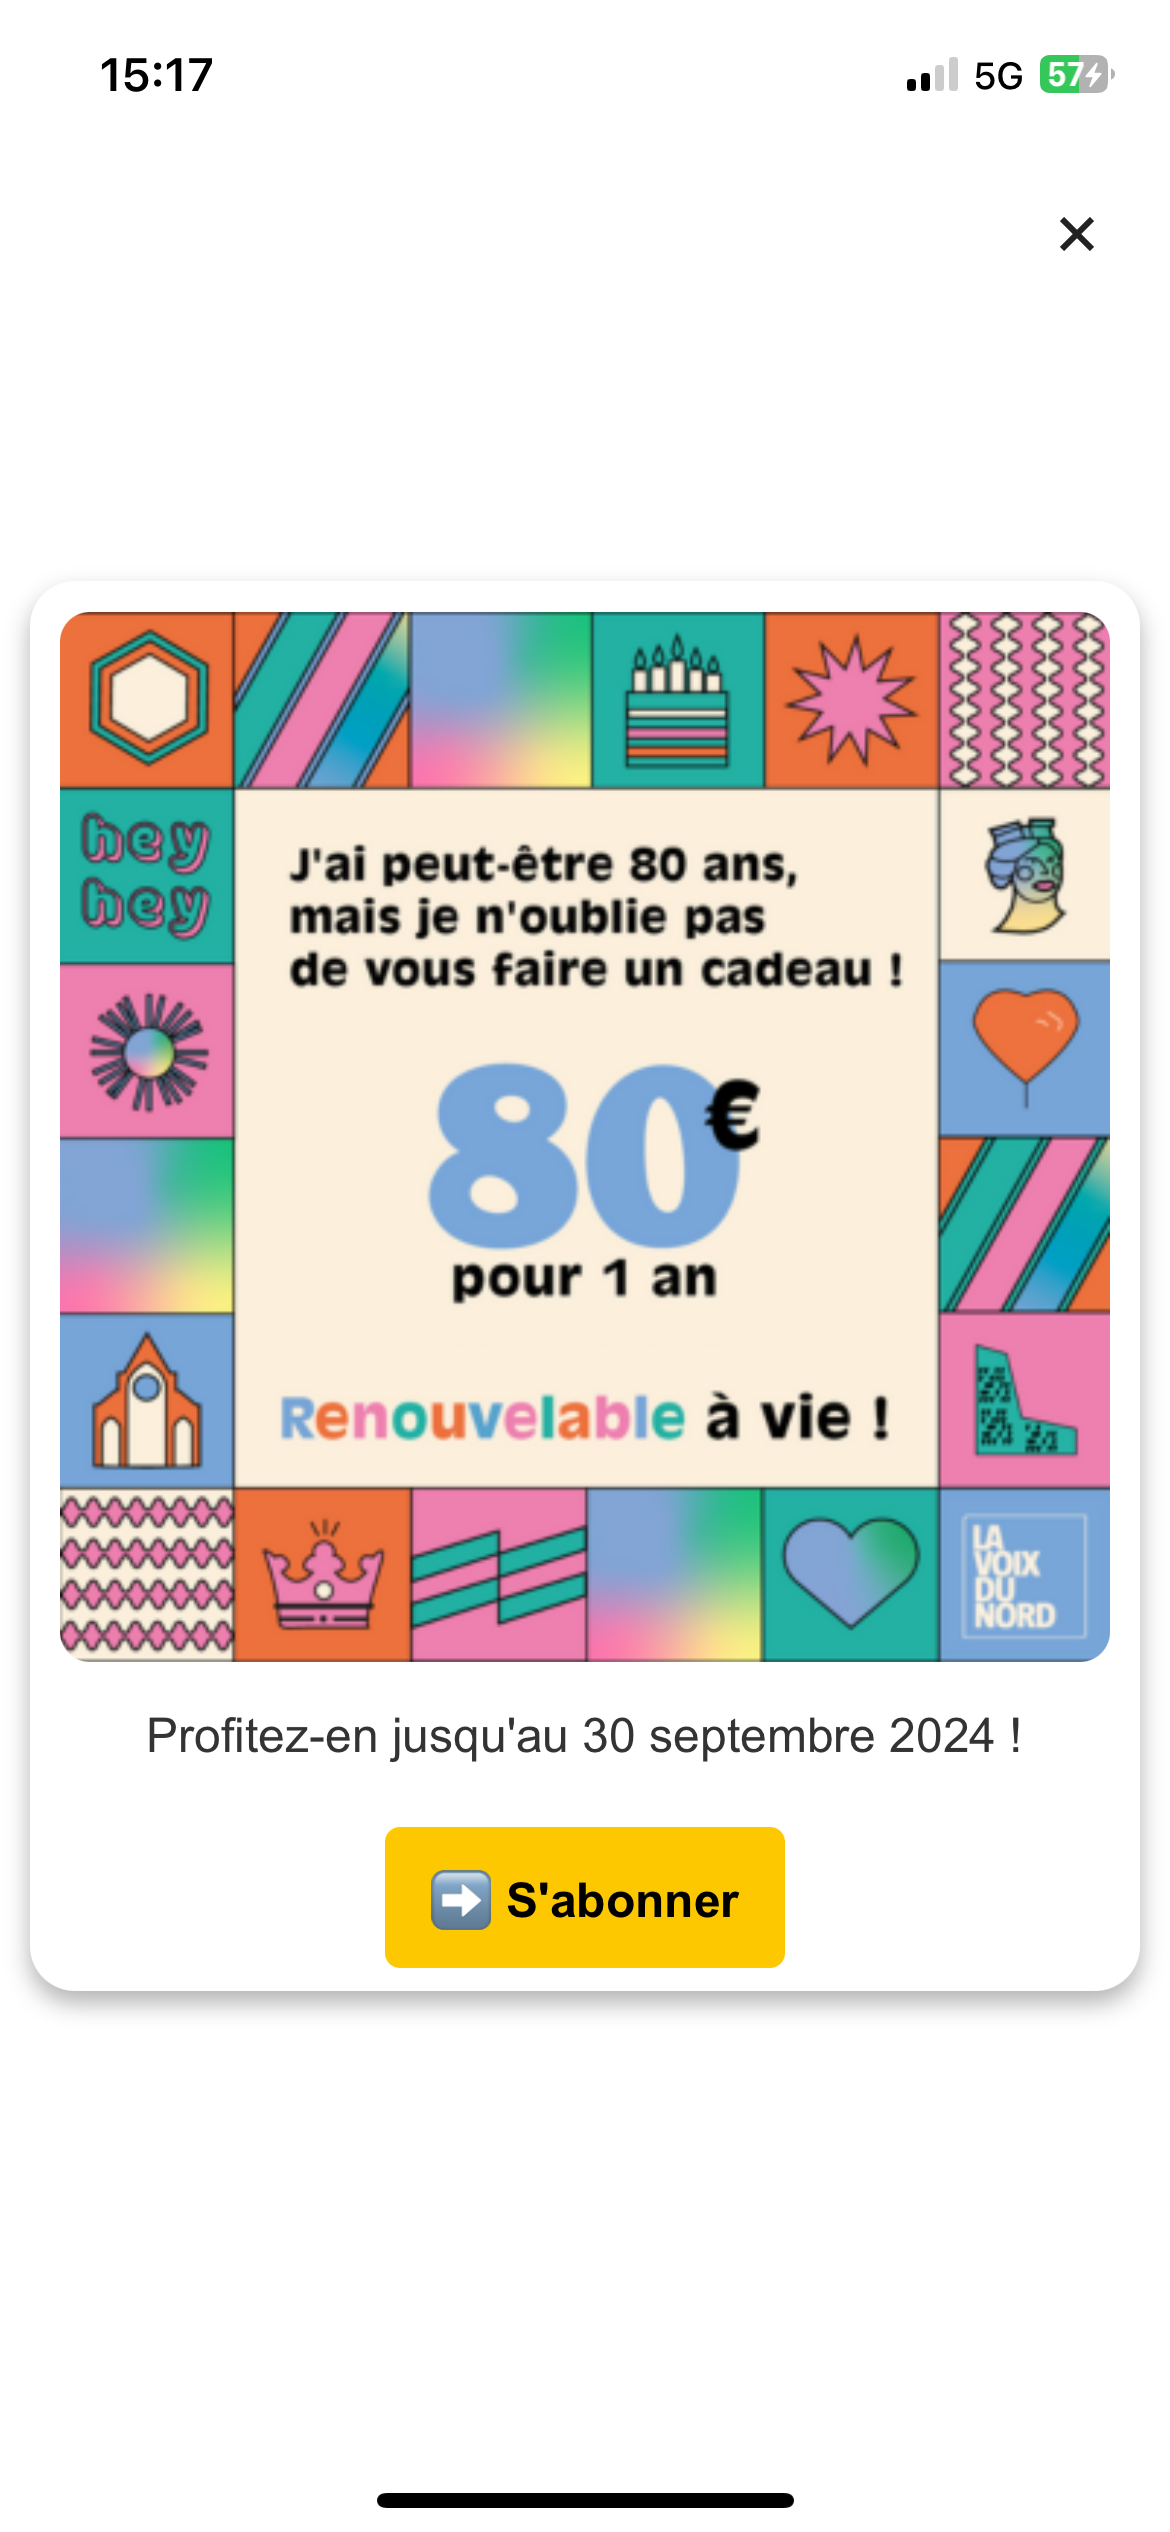 15:17
5G
57
hey
hey
J'ai peut-être 80 ans,
mais je n'oublie pas
de vous faire un cadeau !
80€
pour 1 an
Renouvelable à vie !
LA
VOIX
DU
NORD
Profitez-en jusqu'au 30 septembre 2024 !
➡️ S'abonner